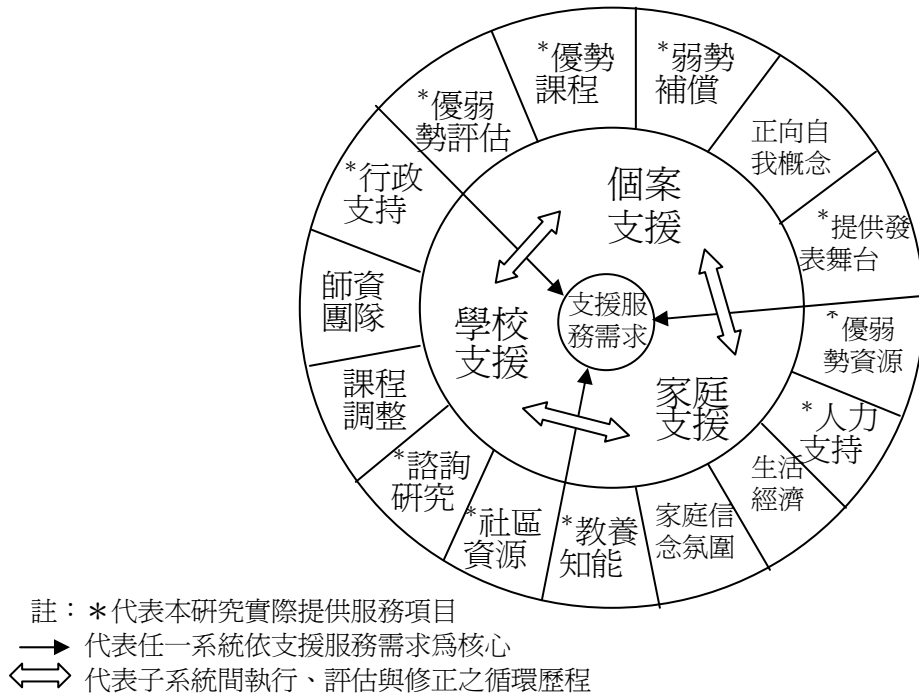 *優勢
課程
*弱勢
補償
正向自
我概念
*提供發
表舞台
*優弱
勢資源
*人力
支持
生活
經濟
家庭信
念氛圍
*教養
知能
*社區
資源
*諮詢
研究
課程
調整
師資
團隊
*行政
支持
*優弱
勢評估
個案
支援
學校
支援
家庭
支援
支援服
務需求
註：＊代表本研究實際提供服務項目
代表任一系統依支援服務需求為核心
代表子系統間執行、評估與修正之循環歷程